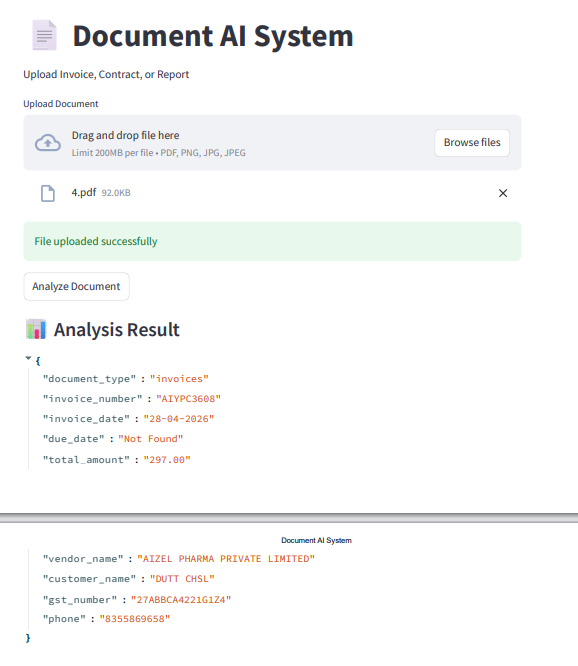 Document AI System
Upload Invoice, Contract, or Report
Upload Document
Drag and drop file here
Limit 200MB per file • PDF, PNG, JPG, JPEG
Browse files
4.pdf 92.0KB
File uploaded successfully
Analyze Document
Analysis Result
{
"document_type" : "invoices"
"invoice_number" : "AIYPC3608"
"invoice_date" : "28-04-2026"
"due_date" : "Not Found"
"total_amount" : "297.00"
Document AI System
"vendor_name" : "AIZEL PHARMA PRIVATE LIMITED"
"customer_name" : "DUTT CHSL"
"gst_number" : "27ABBCA4221G1Z4"
"phone" : "8355869658"
}